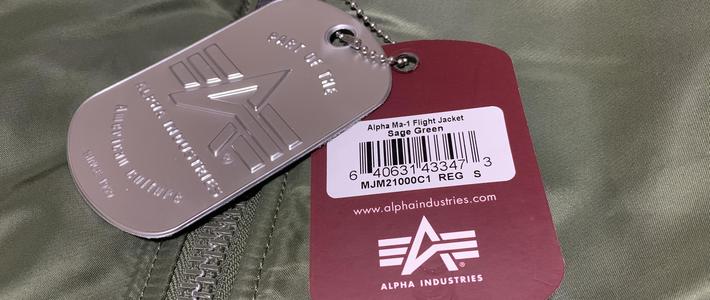 PART OF THE
ALPHA INDUSTRIES
®
American Culture
Alpha Ma-1 Flight Jacket
Sage Green
6 40631 43347 3
MJM21000C1 REG S
www.alphaindustries.com
®
ALPHA INDUSTRIES